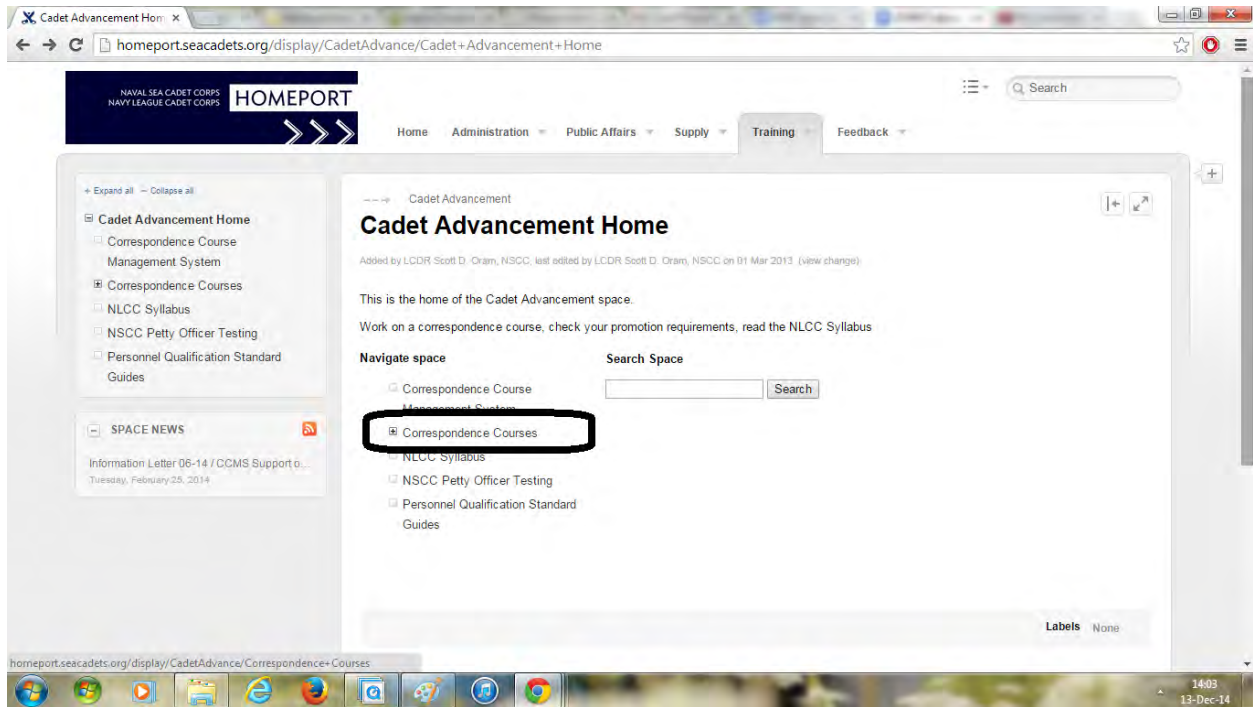 Cadet Advancement Hom
homeport.seacadets.org/display/CadetAdvance/Cadet+Advancement+Home
NAVAL SEA CADET CORPS
NAVY LEAGUE CADET CORPS
HOMEPORT
Search
Home Administration Public Affairs Supply Training Feedback
+ Expand all – Collapse all
Cadet Advancement Home
Correspondence Course
Management System
Correspondence Courses
NLCC Syllabus
NSCC Petty Officer Testing
Personnel Qualification Standard
Guides
SPACE NEWS
Information Letter 06-14 / CCMS Support o...
Tuesday, February 25, 2014
Cadet Advancement
Cadet Advancement Home
Added by LCDR Scott D. Oram, NSCC, last edited by LCDR Scott D. Oram, NSCC on 01 Mar 2013 (view change)
This is the home of the Cadet Advancement space.
Work on a correspondence course, check your promotion requirements, read the NLCC Syllabus
Navigate space
Correspondence Course
Management System
Correspondence Courses
NLCC Syllabus
NSCC Petty Officer Testing
Personnel Qualification Standard
Guides
Search Space
Search
Labels None
homeport.seacadets.org/display/CadetAdvance/Correspondence+Courses
14:03
13-Dec-14